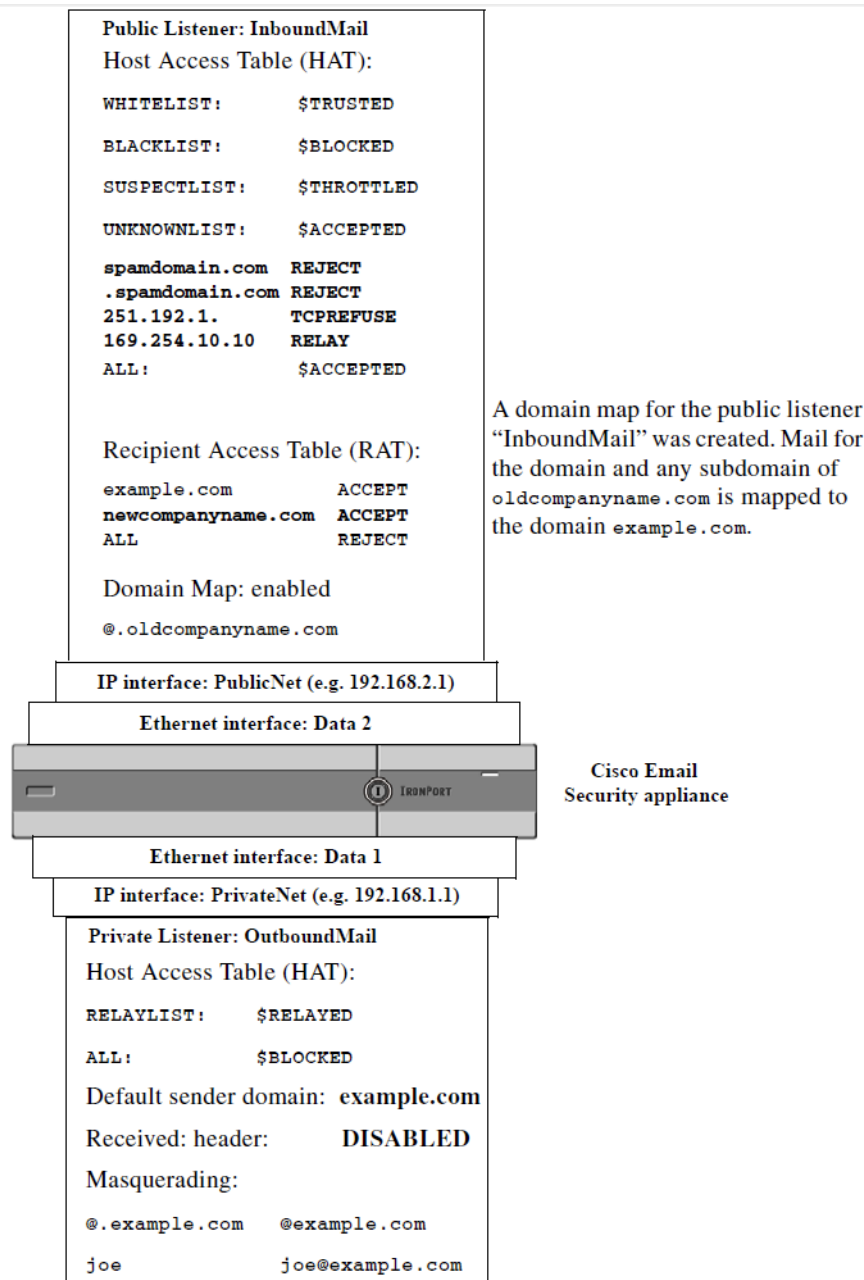 Public Listener: InboundMail
Host Access Table (HAT):
WHITELIST: $TRUSTED
BLACKLIST: $BLOCKED
SUSPECTLIST: $THROTTLED
UNKNOWNLIST: $ACCEPTED
spamdomain.com REJECT
.spamdomain.com REJECT
251.192.1. TCPREFUSE
169.254.10.10 RELAY
ALL: $ACCEPTED
Recipient Access Table (RAT):
example.com ACCEPT
newcompanyname.com ACCEPT
ALL REJECT
Domain Map: enabled
@.oldcompanyname.com
A domain map for the public listener
“InboundMail” was created. Mail for
the domain and any subdomain of
oldcompanyname.com is mapped to
the domain example.com.
IP interface: PublicNet (e.g. 192.168.2.1)
Ethernet interface: Data 2
IRONPORT
Cisco Email
Security appliance
Ethernet interface: Data 1
IP interface: PrivateNet (e.g. 192.168.1.1)
Private Listener: OutboundMail
Host Access Table (HAT):
RELAYLIST: $RELAYED
ALL: $BLOCKED
Default sender domain: example.com
Received: header: DISABLED
Masquerading:
@.example.com @example.com
joe joe@example.com